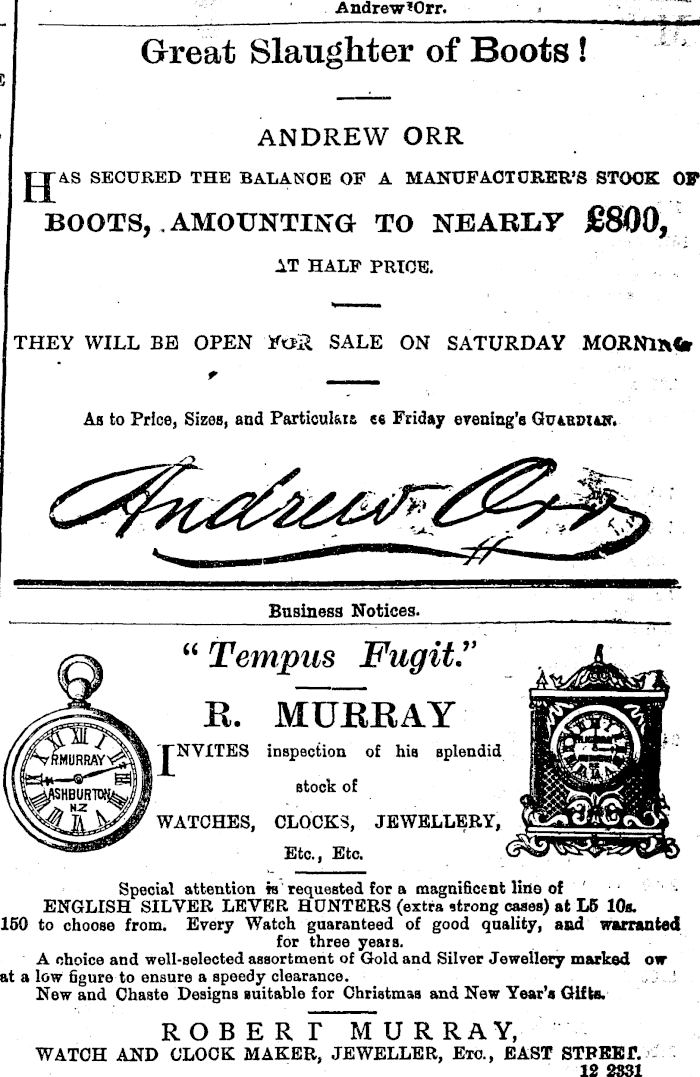 Andrew Orr.
Great Slaughter of Boots!
ANDREW ORR
HAS SECURED THE BALANCE OF A MANUFACTURER'S STOCK OF
BOOTS, AMOUNTING TO NEARLY £800,
AT HALF PRICE.
THEY WILL BE OPEN FOR SALE ON SATURDAY MORNING
As to Price, Sizes, and Particulars ee Friday evening's GUARDIAN.
Andrew Orr
Business Notices.
"Tempus Fugit."
R. MURRAY
INVITES inspection of his splendid
stock of
WATCHES, CLOCKS, JEWELLERY,
Etc., Etc.
R. MURRAY
ASHBURTON
N.Z
Special attention is requested for a magnificent line of
ENGLISH SILVER LEVER HUNTERS (extra strong cases) at L5 10s.
150 to choose from. Every Watch guaranteed of good quality, and warranted
for three years.
A choice and well-selected assortment of Gold and Silver Jewellery marked ow
at a low figure to ensure a speedy clearance.
New and Chaste Designs suitable for Christmas and New Year's Gifts.
ROBERT MURRAY,
WATCH AND CLOCK MAKER, JEWELLER, ETC., EAST STREET.
12 2331